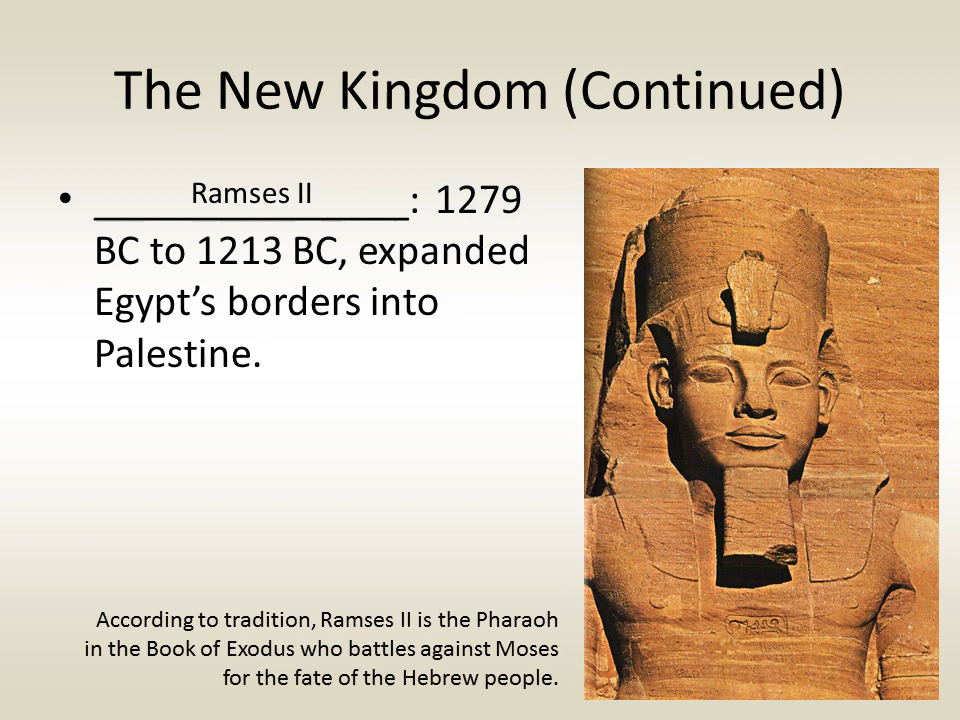 The New Kingdom (Continued)
• Ramses II: 1279
BC to 1213 BC, expanded
Egypt’s borders into
Palestine.
According to tradition, Ramses II is the Pharaoh
in the Book of Exodus who battles against Moses
for the fate of the Hebrew people.